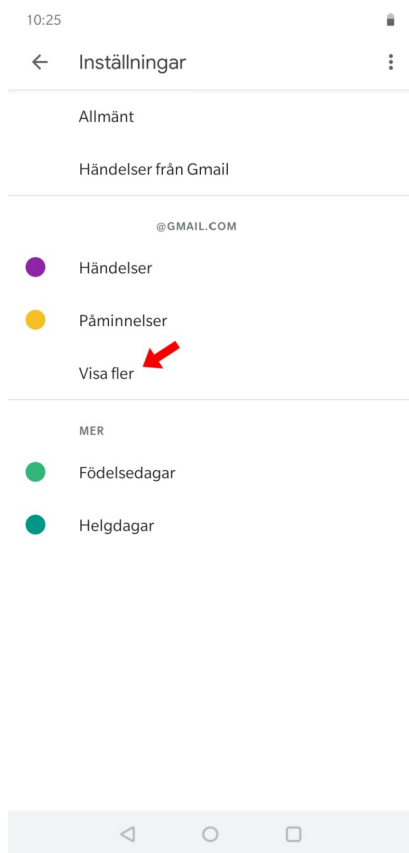 10:25
Inställningar
Allmänt
Händelser från Gmail
@GMAIL.COM
Händelser
Påminnelser
Visa fler
MER
Födelsedagar
Helgdagar